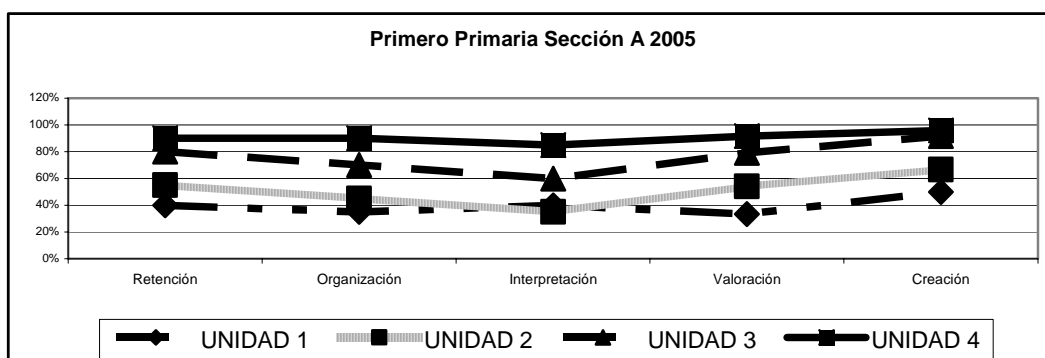 Primero Primaria Sección A 2005
120%
100%
80%
60%
40%
20%
0%
Retención Organización Interpretación Valoración Creación
UNIDAD 1 UNIDAD 2 UNIDAD 3 UNIDAD 4